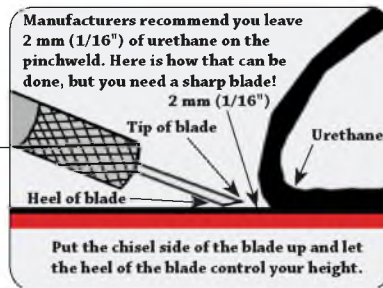 Manufacturers recommend you leave
2 mm (1/16") of urethane on the
pinchweld. Here is how that can be
done, but you need a sharp blade!
2 mm (1/16")
Tip of blade
Urethane
Heel of blade
Put the chisel side of the blade up and let
the heel of the blade control your height.